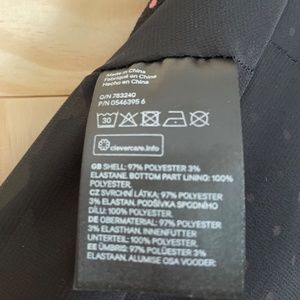 Made in China
Fabriqué en Chine
Hecho en China
O/N 783240
P/N 0546395 6
30
clevercare.info
GB SHELL: 97% POLYESTER 3%
ELASTANE. BOTTOM PART LINING: 100%
POLYESTER.
CZ SVRCHNÍ LÁTKA: 97% POLYESTER
3% ELASTAN. PODŠÍVKA SPODNÍHO
DÍLU: 100% POLYESTER.
DE OBERMATERIAL: 97% POLYESTER
3% ELASTHAN. INNENFUTTER
UNTERTEIL: 100% POLYESTER.
EE ÜMBRIS: 97% POLÜESTER 3%
ELASTAAN. ALUMISE OSA VOODER: